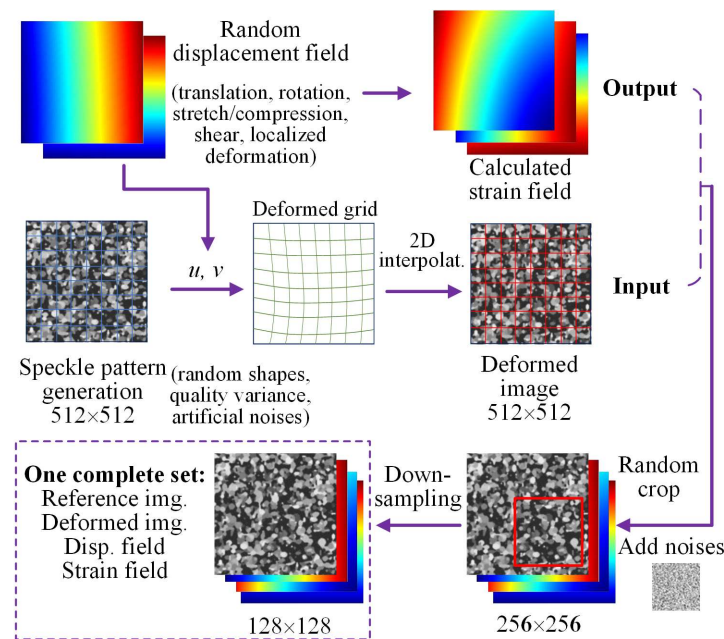 Random
displacement field
(translation, rotation,
stretch/compression,
shear, localized
deformation)
Output
Calculated
strain field
Deformed grid
u, v
2D
interpolat.
Input
Speckle pattern
generation
512×512
(random shapes,
quality variance,
artificial noises)
Deformed
image
512×512
One complete set:
Reference img.
Deformed img.
Disp. field
Strain field
128×128
Down-
sampling
256×256
Random
crop
Add noises